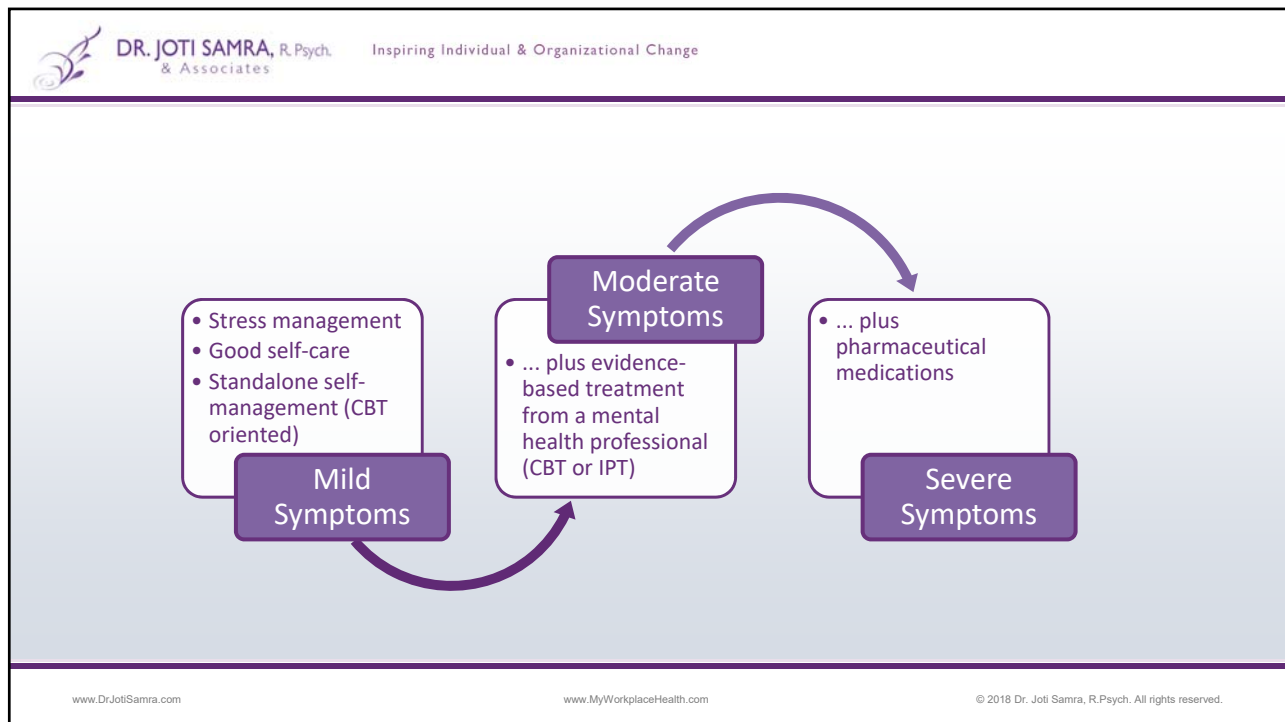 DR. JOTI SAMRA, R.Psych.
& Associates
Inspiring Individual & Organizational Change
• Stress management
• Good self-care
• Standalone self-
management (CBT
oriented)
Mild
Symptoms
Moderate
Symptoms
• ... plus evidence-
based treatment
from a mental
health professional
(CBT or IPT)
• ... plus
pharmaceutical
medications
Severe
Symptoms
www.DrJotiSamra.com
www.MyWorkplaceHealth.com
© 2018 Dr. Joti Samra, R.Psych. All rights reserved.